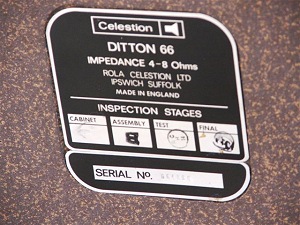 Celestion
DITTON 66
IMPEDANCE 4-8 Ohms
ROLA CELESTION LTD
IPSWICH SUFFOLK
MADE IN ENGLAND
INSPECTION STAGES
CABINET ASSEMBLY TEST FINAL
8
SERIAL NO.